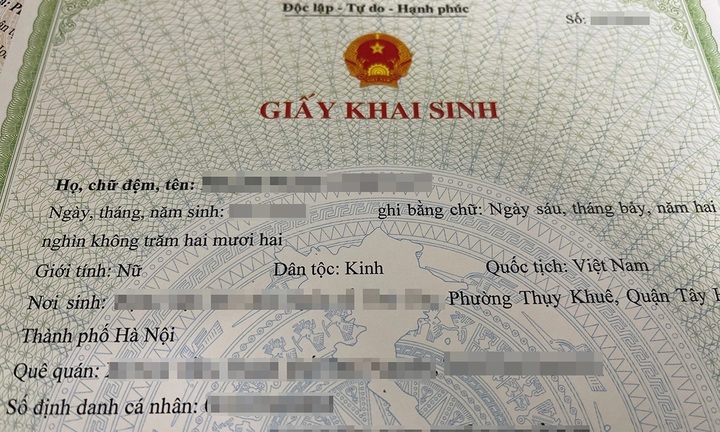 Độc lập - Tự do - Hạnh phúc
Số:
GIẤY KHAI SINH
Họ, chữ đệm, tên:
Ngày, tháng, năm sinh: ghi bằng chữ: Ngày sáu, tháng bảy, năm hai
nghìn không trăm hai mươi hai
Giới tính: Nữ Dân tộc: Kinh Quốc tịch: Việt Nam
Nơi sinh: Phường Thụy Khuê, Quận Tây
Thành phố Hà Nội
Quê quán:
Số định danh cá nhân: